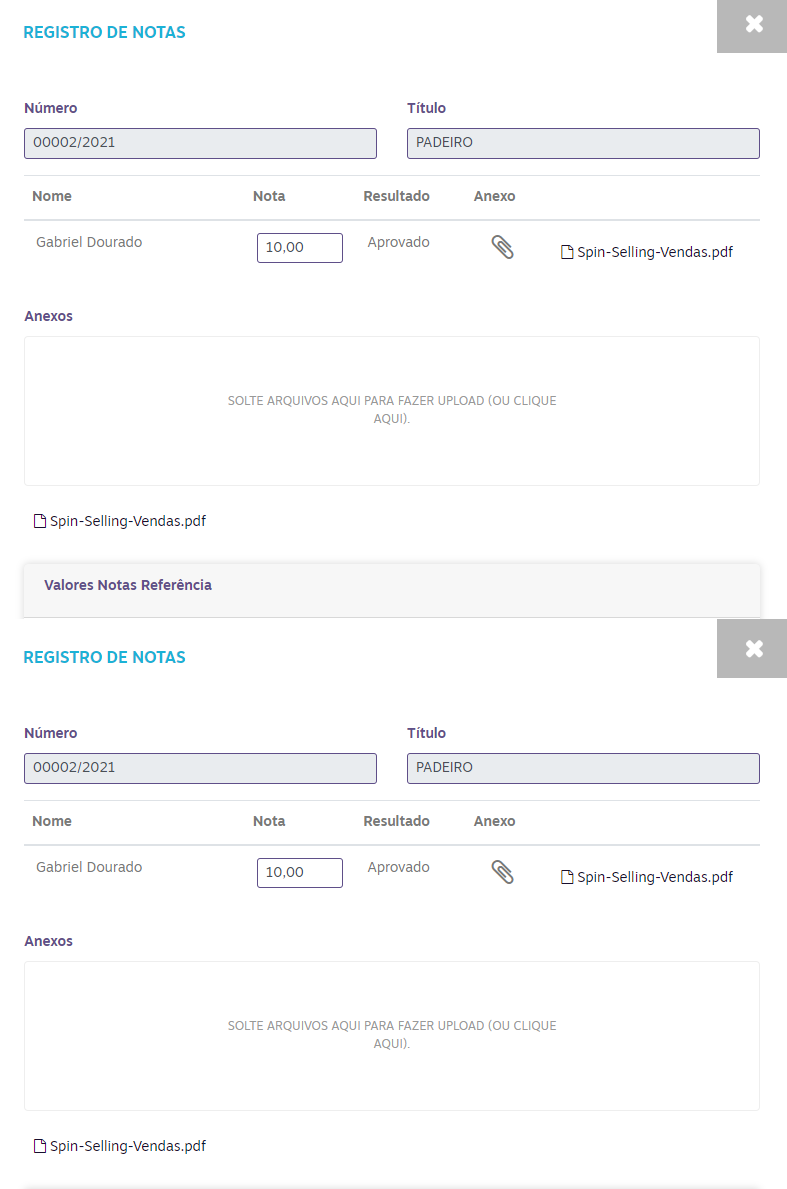 REGISTRO DE NOTAS
Número Título
00002/2021 PADEIRO
Nome Nota Resultado Anexo
Gabriel Dourado 10,00 Aprovado Spin-Selling-Vendas.pdf
Anexos
SOLTE ARQUIVOS AQUI PARA FAZER UPLOAD (OU CLIQUE
AQUI).
Spin-Selling-Vendas.pdf
Valores Notas Referência
REGISTRO DE NOTAS
Número Título
00002/2021 PADEIRO
Nome Nota Resultado Anexo
Gabriel Dourado 10,00 Aprovado Spin-Selling-Vendas.pdf
Anexos
SOLTE ARQUIVOS AQUI PARA FAZER UPLOAD (OU CLIQUE
AQUI).
Spin-Selling-Vendas.pdf